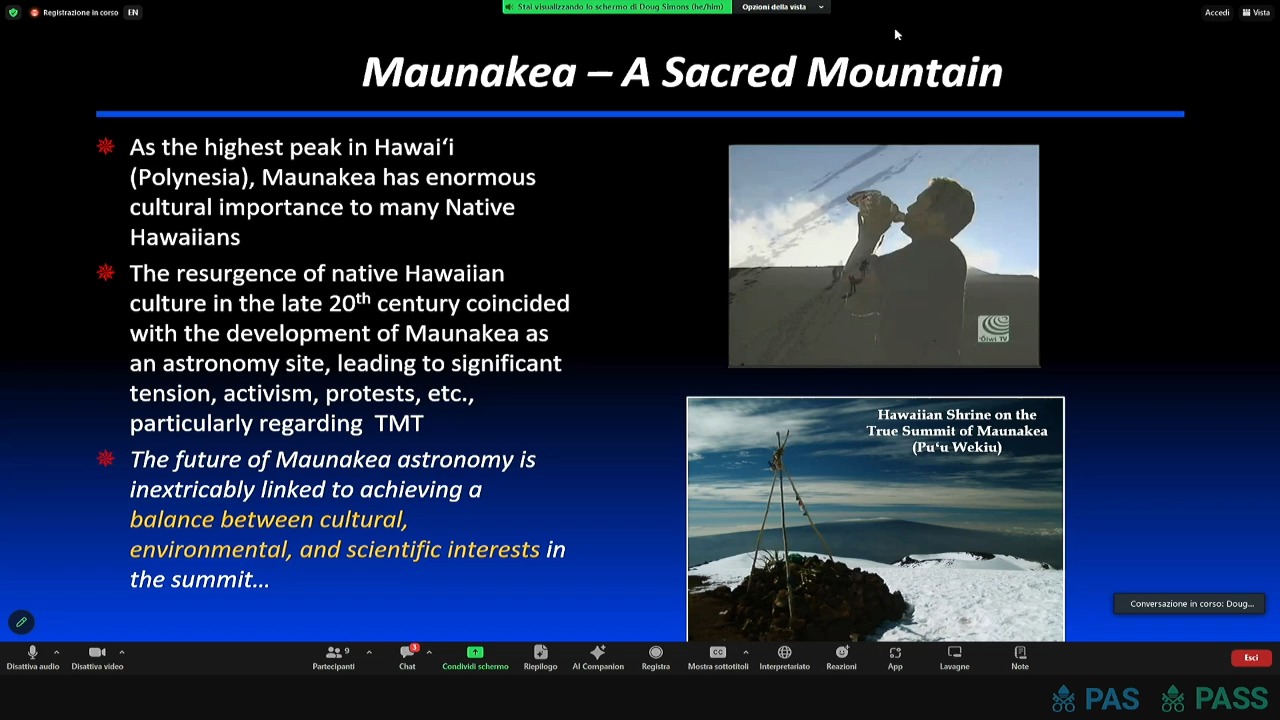 Registrazione in corso
EN
Stai visualizzando lo schermo di Doug Simons (he/him)
Opzioni della vista
Accedi
Vista
Maunakea – A Sacred Mountain
As the highest peak in Hawaiʻi
(Polynesia), Maunakea has enormous
cultural importance to many Native
Hawaiians
The resurgence of native Hawaiian
culture in the late 20th century coincided
with the development of Maunakea as
an astronomy site, leading to significant
tension, activism, protests, etc.,
particularly regarding TMT
The future of Maunakea astronomy is
inextricably linked to achieving a
balance between cultural,
environmental, and scientific interests in
the summit...
ʻŌiwi TV
Hawaiian Shrine on the
True Summit of Maunakea
(Puʻu Wekiu)
Conversazione in corso: Doug...
Disattiva audio
Disattiva video
9
Partecipanti
3
Chat
Condividi schermo
Riepilogo
AI Companion
Registra
CC
Mostra sottotitoli
Interpretariato
Reazioni
App
Lavagne
Note
Esci
PAS
PASS